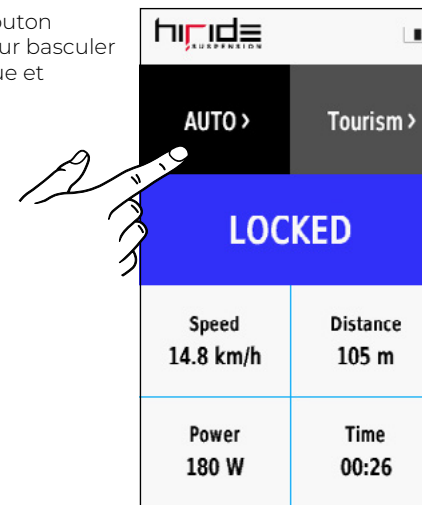 outon
ur basculer
ue et
hiride
SUSPENSION
AUTO > Tourism >
LOCKED
Speed Distance
14.8 km/h 105 m
Power Time
180 W 00:26